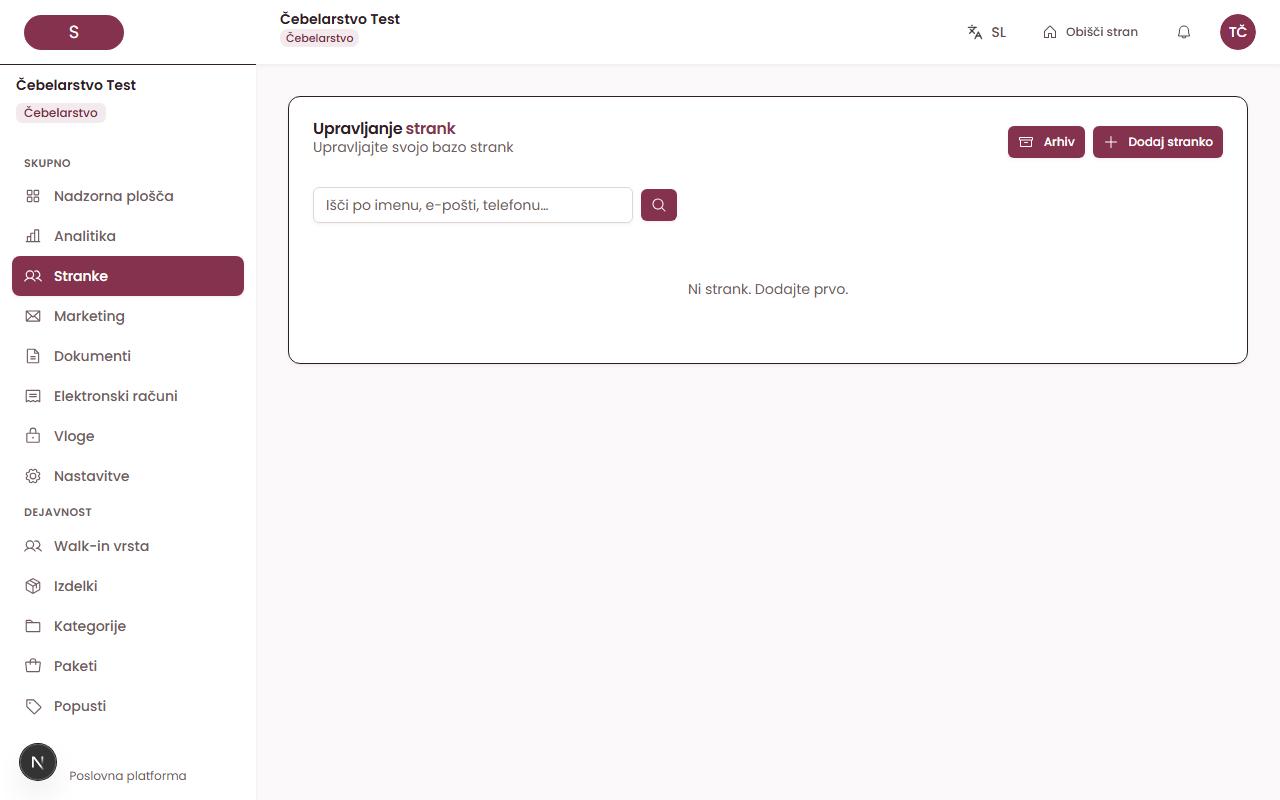 S
Čebelarstvo Test
Čebelarstvo
SL
Obišči stran
TČ
Čebelarstvo Test
Čebelarstvo
SKUPNO
Nadzorna plošča
Analitika
Stranke
Marketing
Dokumenti
Elektronski računi
Vloge
Nastavitve
DEJAVNOST
Walk-in vrsta
Izdelki
Kategorije
Paketi
Popusti
N
Poslovna platforma
Upravljanje strank
Upravljajte svojo bazo strank
Arhiv
Dodaj stranko
Išči po imenu, e-pošti, telefonu...
Ni strank. Dodajte prvo.